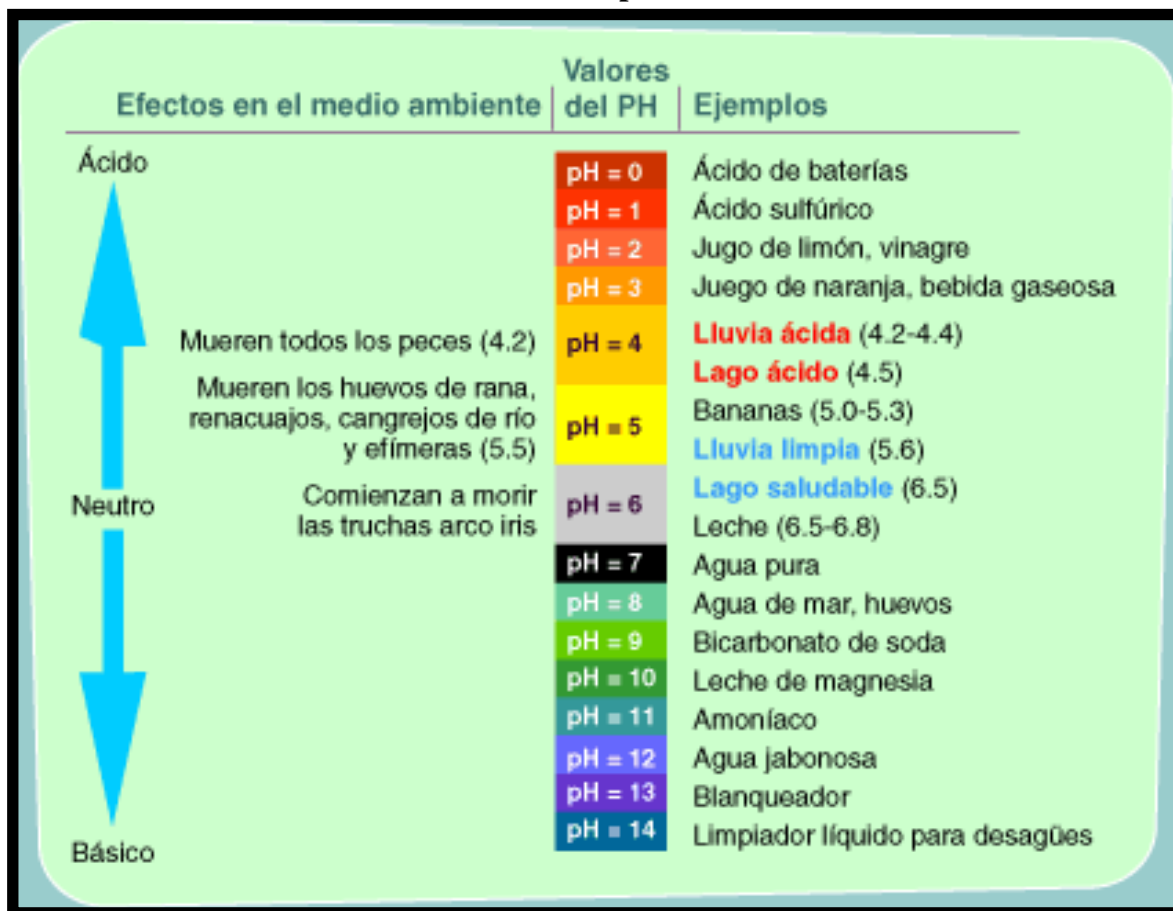 Valores
Efectos en el medio ambiente del PH Ejemplos
Ácido
pH = 0 Ácido de baterías
pH = 1 Ácido sulfúrico
pH = 2 Jugo de limón, vinagre
pH = 3 Juego de naranja, bebida gaseosa
Mueren todos los peces (4.2) pH = 4 Lluvia ácida (4.2-4.4)
Lago ácido (4.5)
Mueren los huevos de rana,
renacuajos, cangrejos de río
y efímeras (5.5)
pH = 5 Bananas (5.0-5.3)
Lluvia limpia (5.6)
Neutro
Comienzan a morir
las truchas arco iris
pH = 6 Lago saludable (6.5)
Leche (6.5-6.8)
pH = 7 Agua pura
pH = 8 Agua de mar, huevos
pH = 9 Bicarbonato de soda
pH = 10 Leche de magnesia
pH = 11 Amoníaco
pH = 12 Agua jabonosa
pH = 13 Blanqueador
pH = 14 Limpiador líquido para desagües
Básico